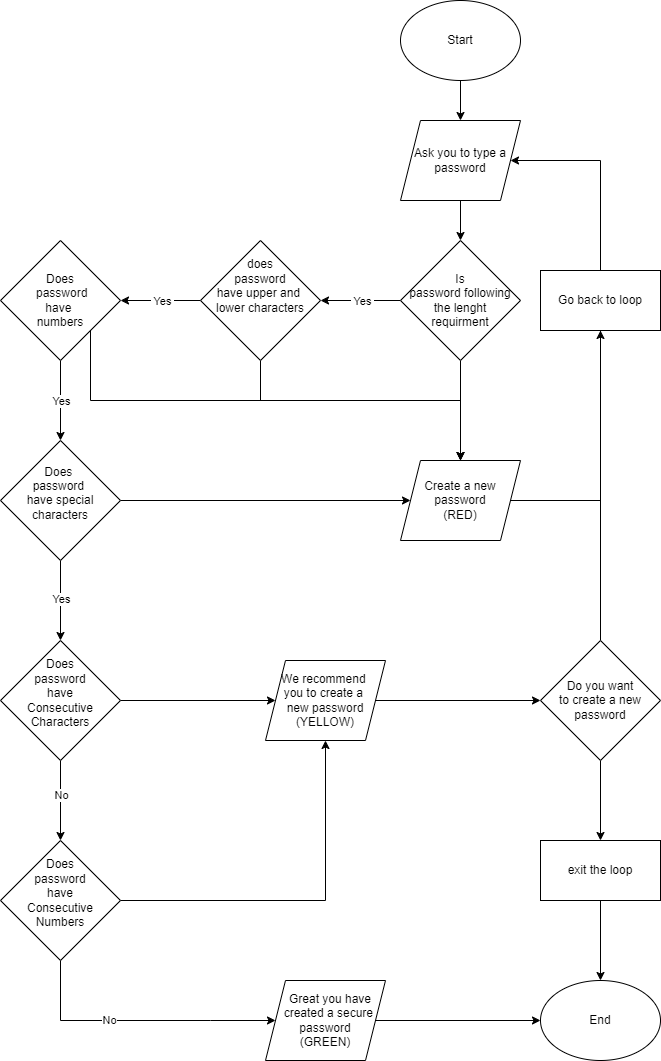 Start
Ask you to type a
password
Does
password
have
numbers
Yes
does
password
have upper and
lower characters
Yes
Is
password following
the lenght
requirment
Go back to loop
Yes
Does
password
have special
characters
Create a new
password
(RED)
Yes
Does
password
have
Consecutive
Characters
We recommend
you to create a
new password
(YELLOW)
Do you want
to create a new
password
No
Does
password
have
Consecutive
Numbers
exit the loop
No
Great you have
created a secure
password
(GREEN)
End